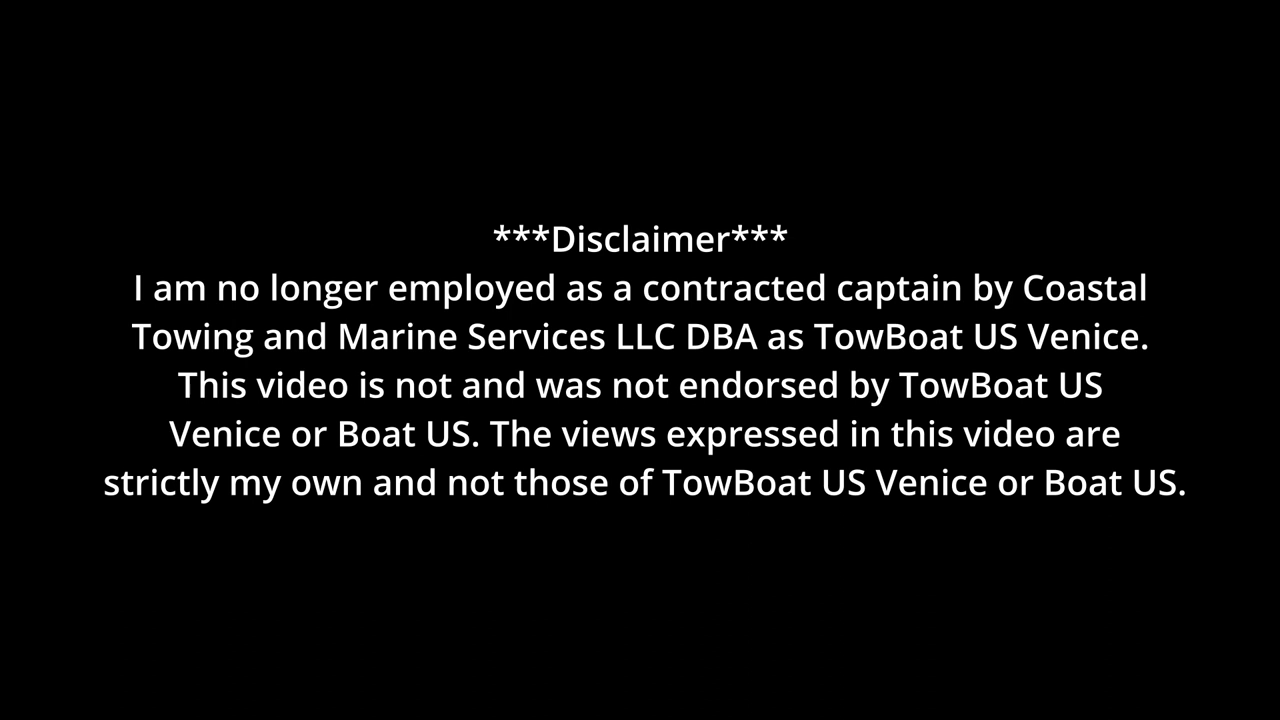 ***Disclaimer***
I am no longer employed as a contracted captain by Coastal
Towing and Marine Services LLC DBA as TowBoat US Venice.
This video is not and was not endorsed by TowBoat US
Venice or Boat US. The views expressed in this video are
strictly my own and not those of TowBoat US Venice or Boat US.